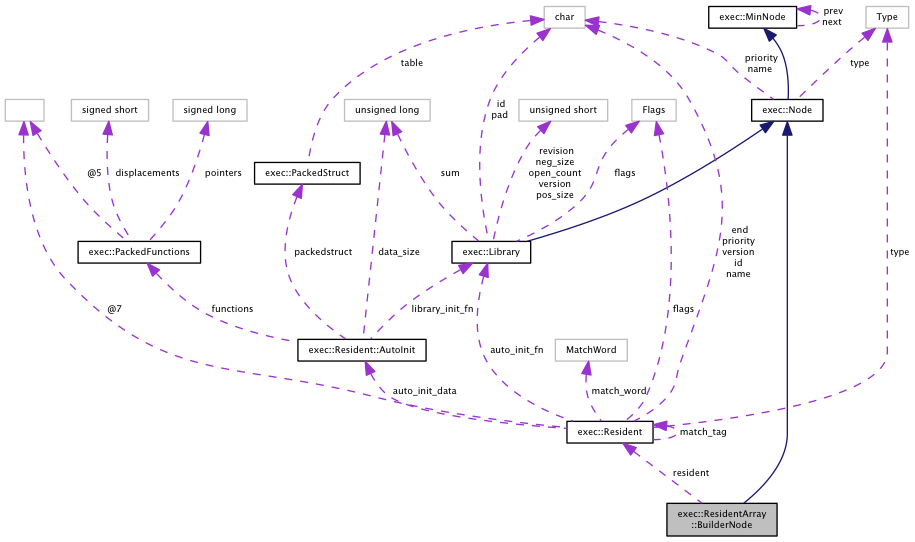 char
exec::MinNode
prev
next
Type
table
priority
name
type
signed short
signed long
unsigned long
id
pad
unsigned short
Flags
exec::Node
@5
displacements
pointers
exec::PackedStruct
sum
revision
neg_size
open_count
version
pos_size
flags
end
priority
version
id
name
exec::PackedFunctions
packedstruct
data_size
exec::Library
type
@7
functions
library_init_fn
flags
exec::Resident::AutoInit
auto_init_fn
MatchWord
auto_init_data
match_word
exec::Resident
match_tag
resident
exec::ResidentArray
::BuilderNode